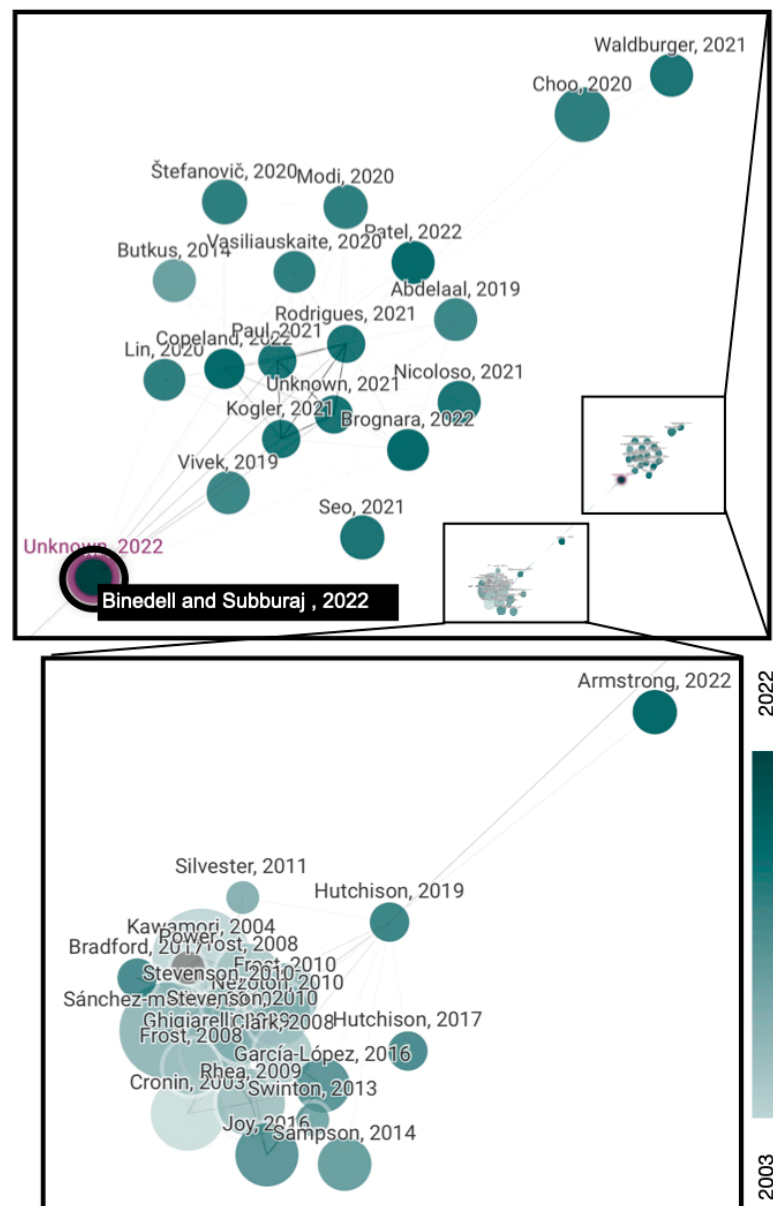 Waldburger, 2021
Choo, 2020
Štefanovič, 2020
Modi, 2020
Vasiliauskaite, 2020
Butkus, 2014
Patel, 2022
Abdelaal, 2019
Rodrigues, 2021
Paul, 2021
Copeland, 2022
Lin, 2020
Unknown, 2021
Nicoloso, 2021
Kogler, 2021
Brognara, 2022
Vivek, 2019
Seo, 2021
Unknown, 2022
Binedell and Subburaj , 2022
Armstrong, 2022
2022
Silvester, 2011
Hutchison, 2019
Kawamori, 2004
Power
Frost, 2008
Bradford, 2017
Frost, 2010
Stevenson, 2010
Nezoton, 2010
Stevenson, 2010
Hutchison, 2017
Clark, 2008
Frost, 2008
García-López, 2016
Rhea, 2009
Cronin, 2003
Swinton, 2013
Joy, 2016
Sampson, 2014
2003